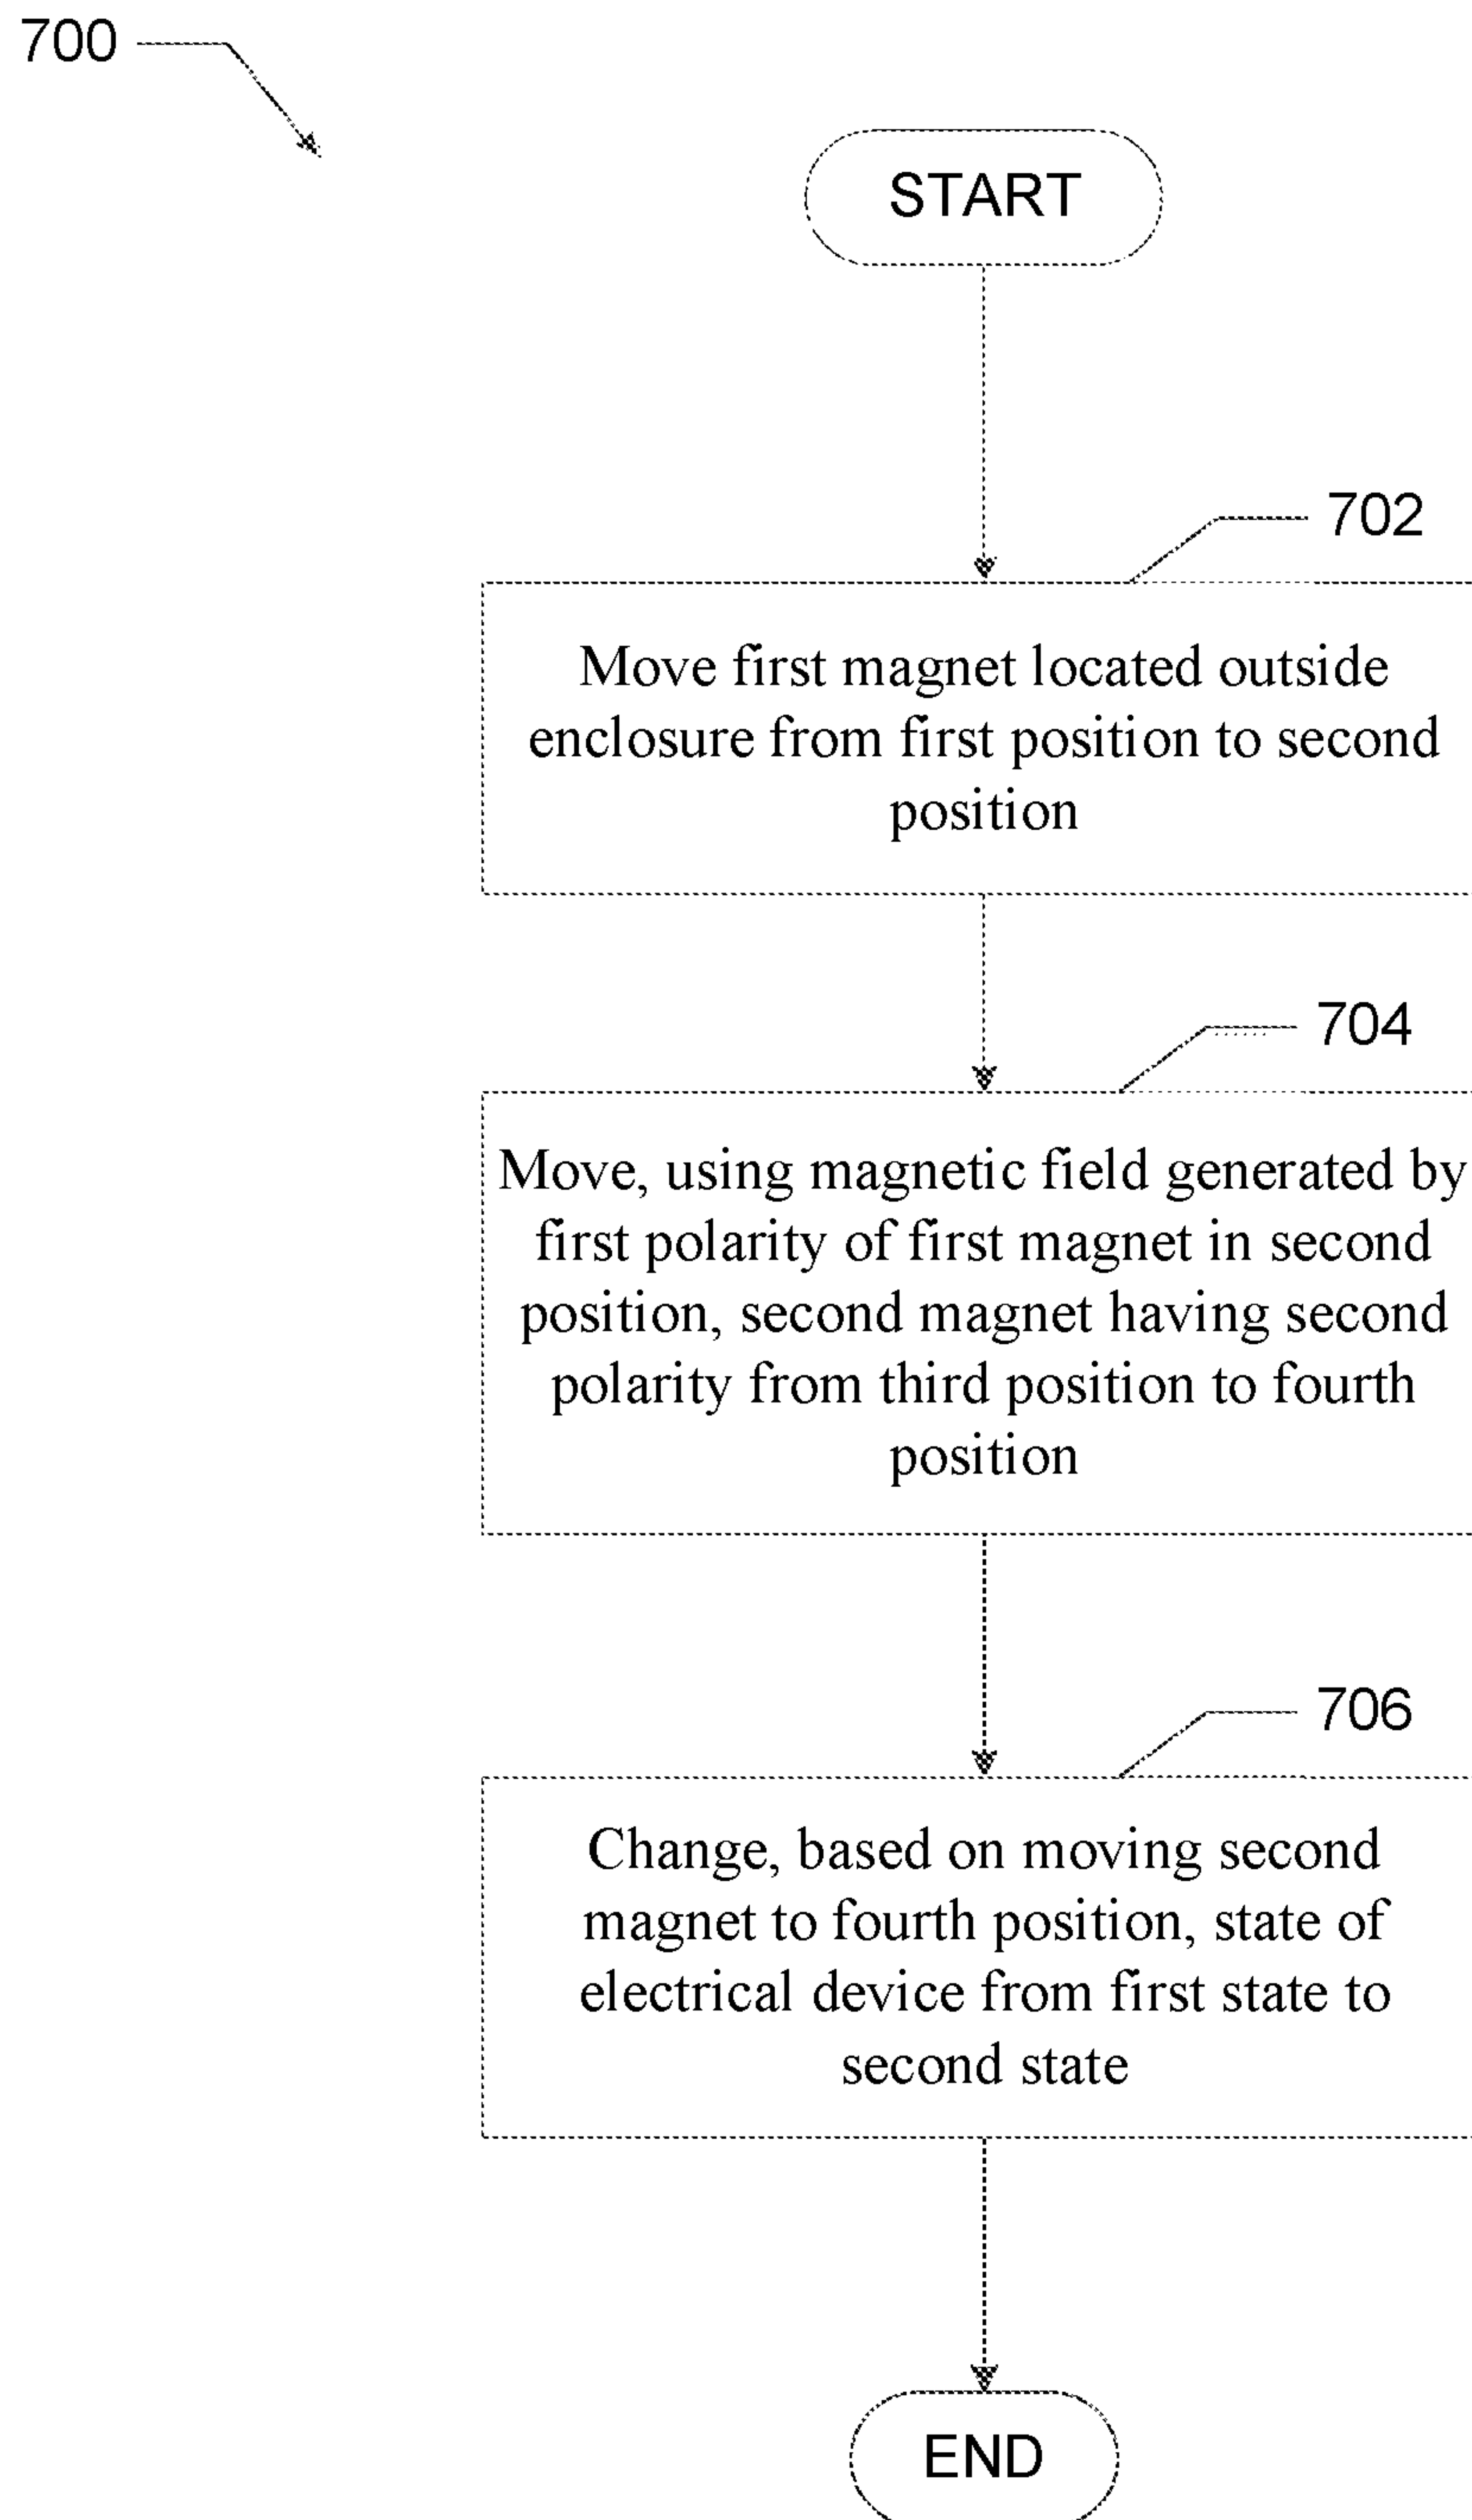 700
START
702
Move first magnet located outside
enclosure from first position to second
position
704
Move, using magnetic field generated by
first polarity of first magnet in second
position, second magnet having second
polarity from third position to fourth
position
706
Change, based on moving second
magnet to fourth position, state of
electrical device from first state to
second state
END